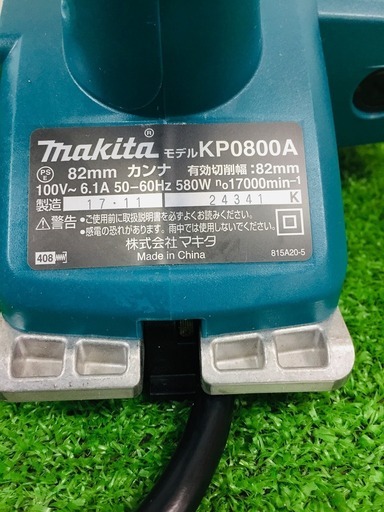 makita® モデルKP0800A
PSE 82mm カンナ 有効切削幅:82mm
100V~6.1A 50-60Hz 580W n₀17000min⁻¹
製造 17・11 24341 K
⚠警告 ●ご使用前に取扱説明書を必ずよくお読みください。
●感電の恐れがあります。雨中では使用しないでください。
株式会社マキタ
408 Made in China 815A20-5